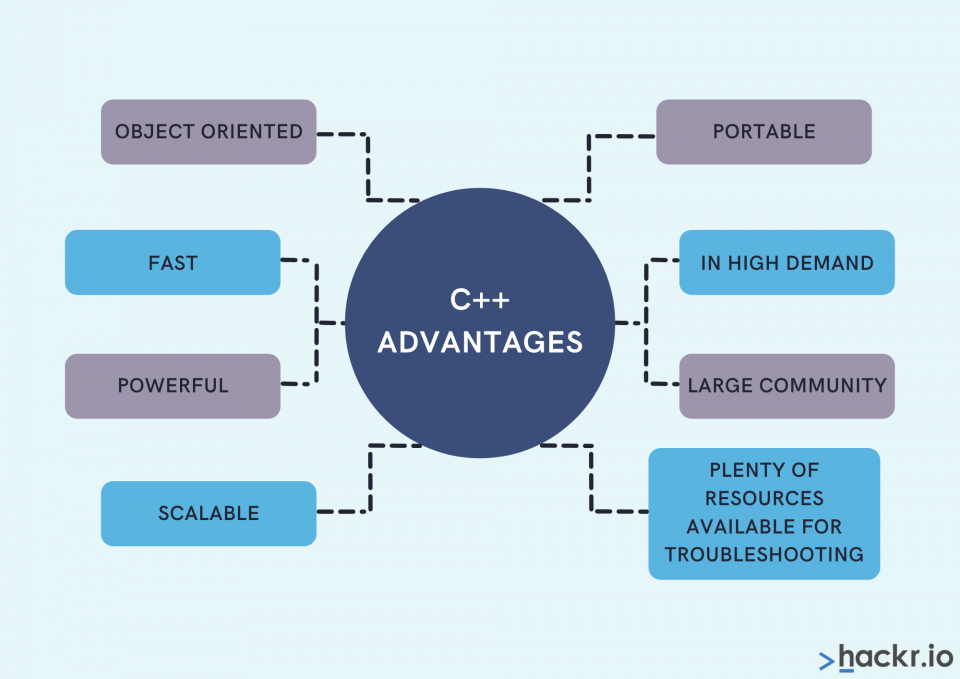 OBJECT ORIENTED
PORTABLE
FAST
IN HIGH DEMAND
C++
ADVANTAGES
POWERFUL
LARGE COMMUNITY
SCALABLE
PLENTY OF
RESOURCES
AVAILABLE FOR
TROUBLESHOOTING
>hackr.io